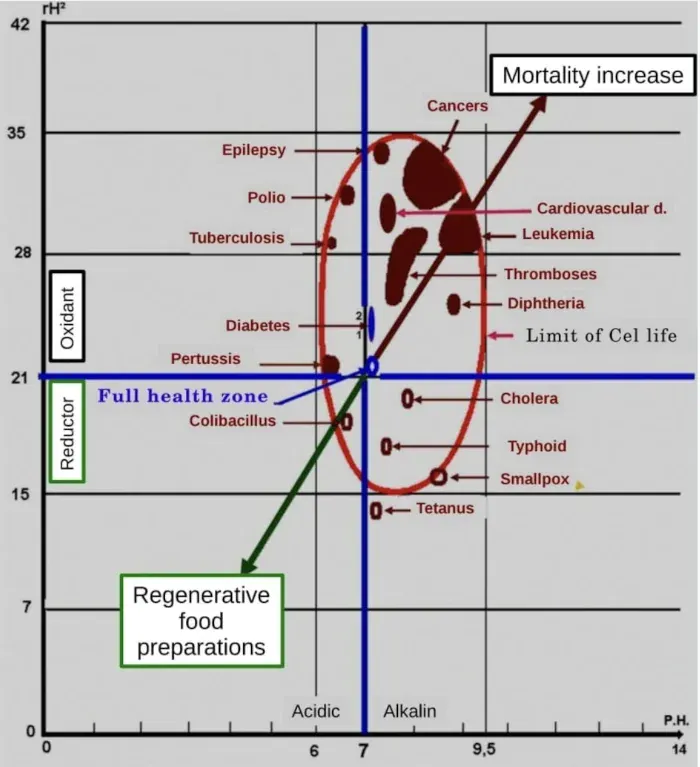 rH²
42
Mortality increase
Cancers
35
Epilepsy
Polio
Cardiovascular d.
Tuberculosis
Leukemia
28
Thromboses
Oxidant
Diphtheria
2
Diabetes
1
Limit of Cel life
Pertussis
21
Full health zone
Cholera
Reductor
Colibacillus
Typhoid
Smallpox
15
Tetanus
Regenerative
food
preparations
7
Acidic
Alkalin
P.H.
0
0
6
7
9,5
14